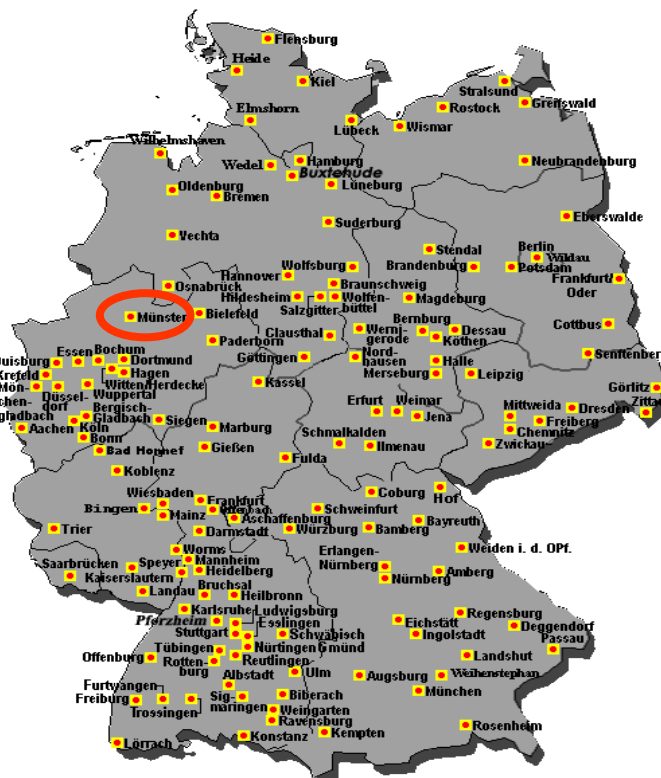 Flensburg
Heide
Kiel
Stralsund
Greifswald
Rostock
Elmshorn
Lübeck
Wismar
Wilhelmshaven
Wedel
Hamburg
Buxtehude
Neubrandenburg
Oldenburg
Bremen
Lüneburg
Suderburg
Eberswalde
Vechta
Stendal
Berlin
Wildau
Hannover
Wolfsburg
Brandenburg
Potsdam
Osnabrück
Braunschweig
Frankfurt/
Oder
Hildesheim
Wolfen-
büttel
Salzgitter
Magdeburg
Münster
Bielefeld
Bernburg
Cottbus
Clausthal
Werni-
gerode
Dessau
Köthen
Paderborn
Göttingen
Nord-
hausen
Halle
Senftenberg
Essen
Bochum
Dortmund
Duisburg
Hagen
Krefeld
Witten/Herdecke
Merseburg
Leipzig
Mön-
chen-
gladbach
Düssel-
dorf
Wuppertal
Kassel
Görlitz
Bergisch-
Gladbach
Erfurt
Weimar
Mittweida
Dresden
Zittau
Aachen
Köln
Siegen
Marburg
Jena
Freiberg
Chemnitz
Bonn
Schmalkalden
Ilmenau
Zwickau
Bad Honnef
Gießen
Fulda
Koblenz
Wiesbaden
Frankfurt
Coburg
Hof
Bingen
Mainz
Offenbach
Aschaffenburg
Schweinfurt
Trier
Darmstadt
Würzburg
Bamberg
Bayreuth
Worms
Erlangen-
Nürnberg
Weiden i. d. OPf.
Saarbrücken
Speyer
Mannheim
Kaiserslautern
Heidelberg
Nürnberg
Amberg
Landau
Bruchsal
Heilbronn
Karlsruhe
Ludwigsburg
Regensburg
Pforzheim
Esslingen
Eichstätt
Deggendorf
Stuttgart
Schwäbisch
Gmünd
Ingolstadt
Passau
Tübingen
Nürtingen
Offenburg
Rotten-
burg
Reutlingen
Landshut
Albstadt
Ulm
Augsburg
Weihenstephan
Furtwangen
Freiburg
Sig-
maringen
Biberach
München
Trossingen
Weingarten
Ravensburg
Rosenheim
Lörrach
Konstanz
Kempten